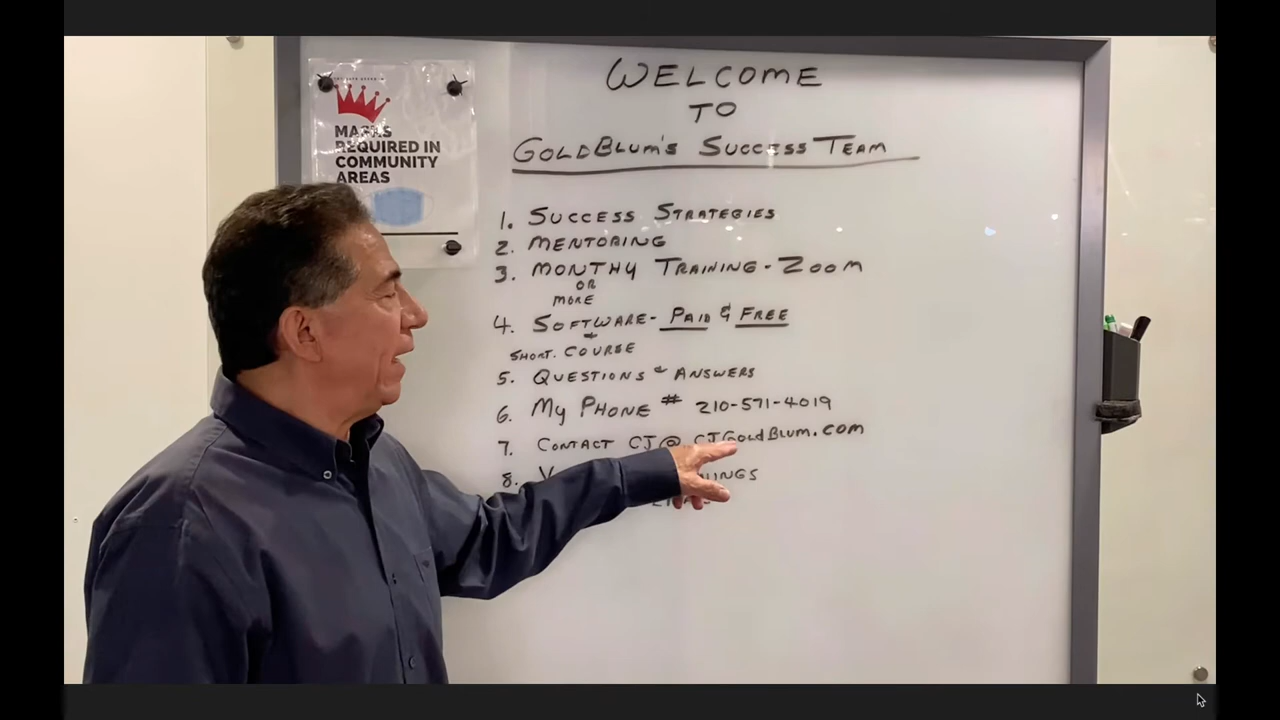 MASKS
REQUIRED IN
COMMUNITY
AREAS
WELCOME
TO
GOLDBLUM'S SUCCESS TEAM
1. SUCCESS STRATEGIES
2. MENTORING
3. MONTHY TRAINING - ZOOM
OR
MORE
4. SOFTWARE - PAID & FREE
&
SHORT. COURSE
5. QUESTIONS & ANSWERS
6. MY PHONE # 210-571-4019
7. CONTACT CJ@CJGOLDBLUM.COM
8.